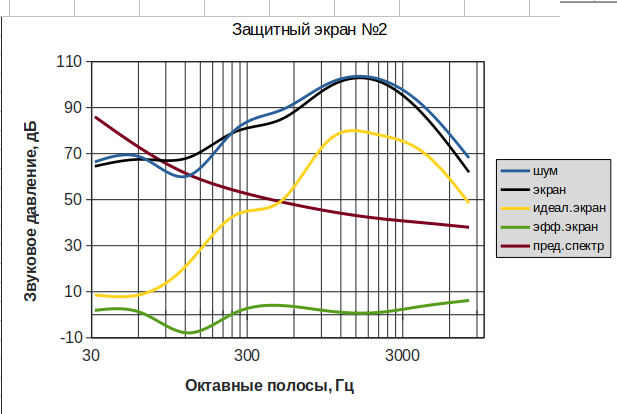 Защитный экран №2
110
90
70
50
30
10
-10
30
300
3000
Звуковое давление, дБ
Октавные полосы, Гц
шум
экран
идеал.экран
эфф.экран
пред.спектр